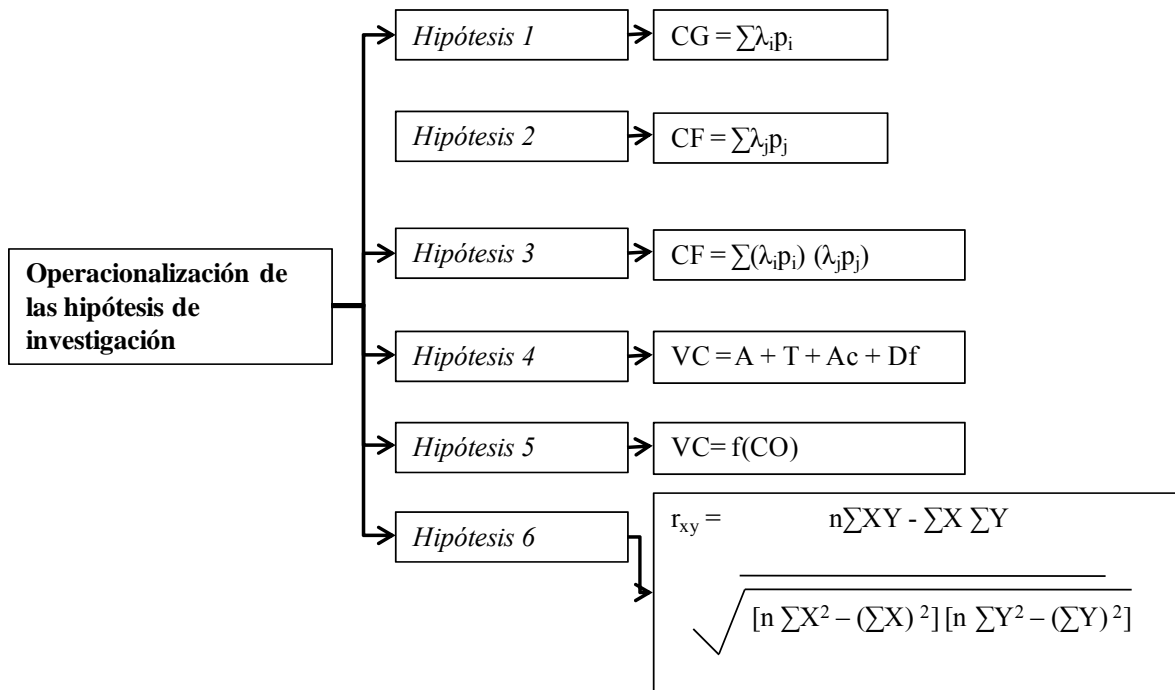 Hipótesis 1
CG = ∑λᵢpᵢ
Hipótesis 2
CF = ∑λⱼpⱼ
Hipótesis 3
CF = ∑(λᵢpᵢ) (λⱼpⱼ)
Operacionalización de
las hipótesis de
investigación
Hipótesis 4
VC = A + T + Ac + Df
Hipótesis 5
VC= f(CO)
Hipótesis 6
rₓᵧ = n∑XY - ∑X ∑Y
√[n ∑X² – (∑X) ²] [n ∑Y² – (∑Y) ²]